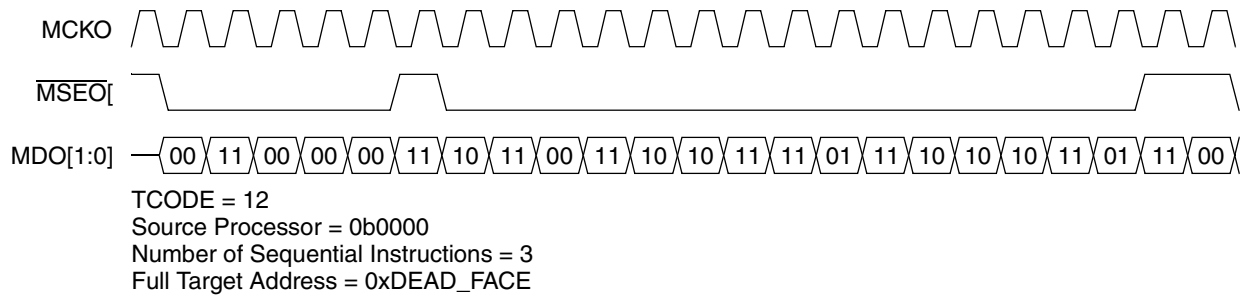 MCKO
MSEO[
MDO[1:0] 00 11 00 00 00 11 10 11 00 11 10 10 11 11 01 11 10 10 10 11 01 11 00
TCODE = 12
Source Processor = 0b0000
Number of Sequential Instructions = 3
Full Target Address = 0xDEAD_FACE